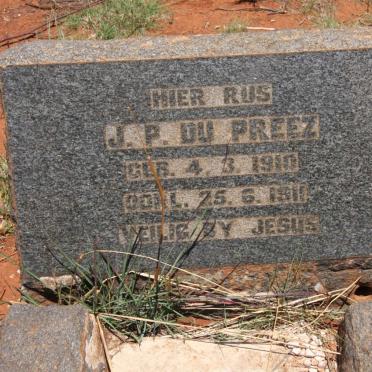 HIER RUS
J. P. DU PREEZ
GEB. 4. 3. 1910
OORL. 25. 6. 1911
VEILIG BY JESUS